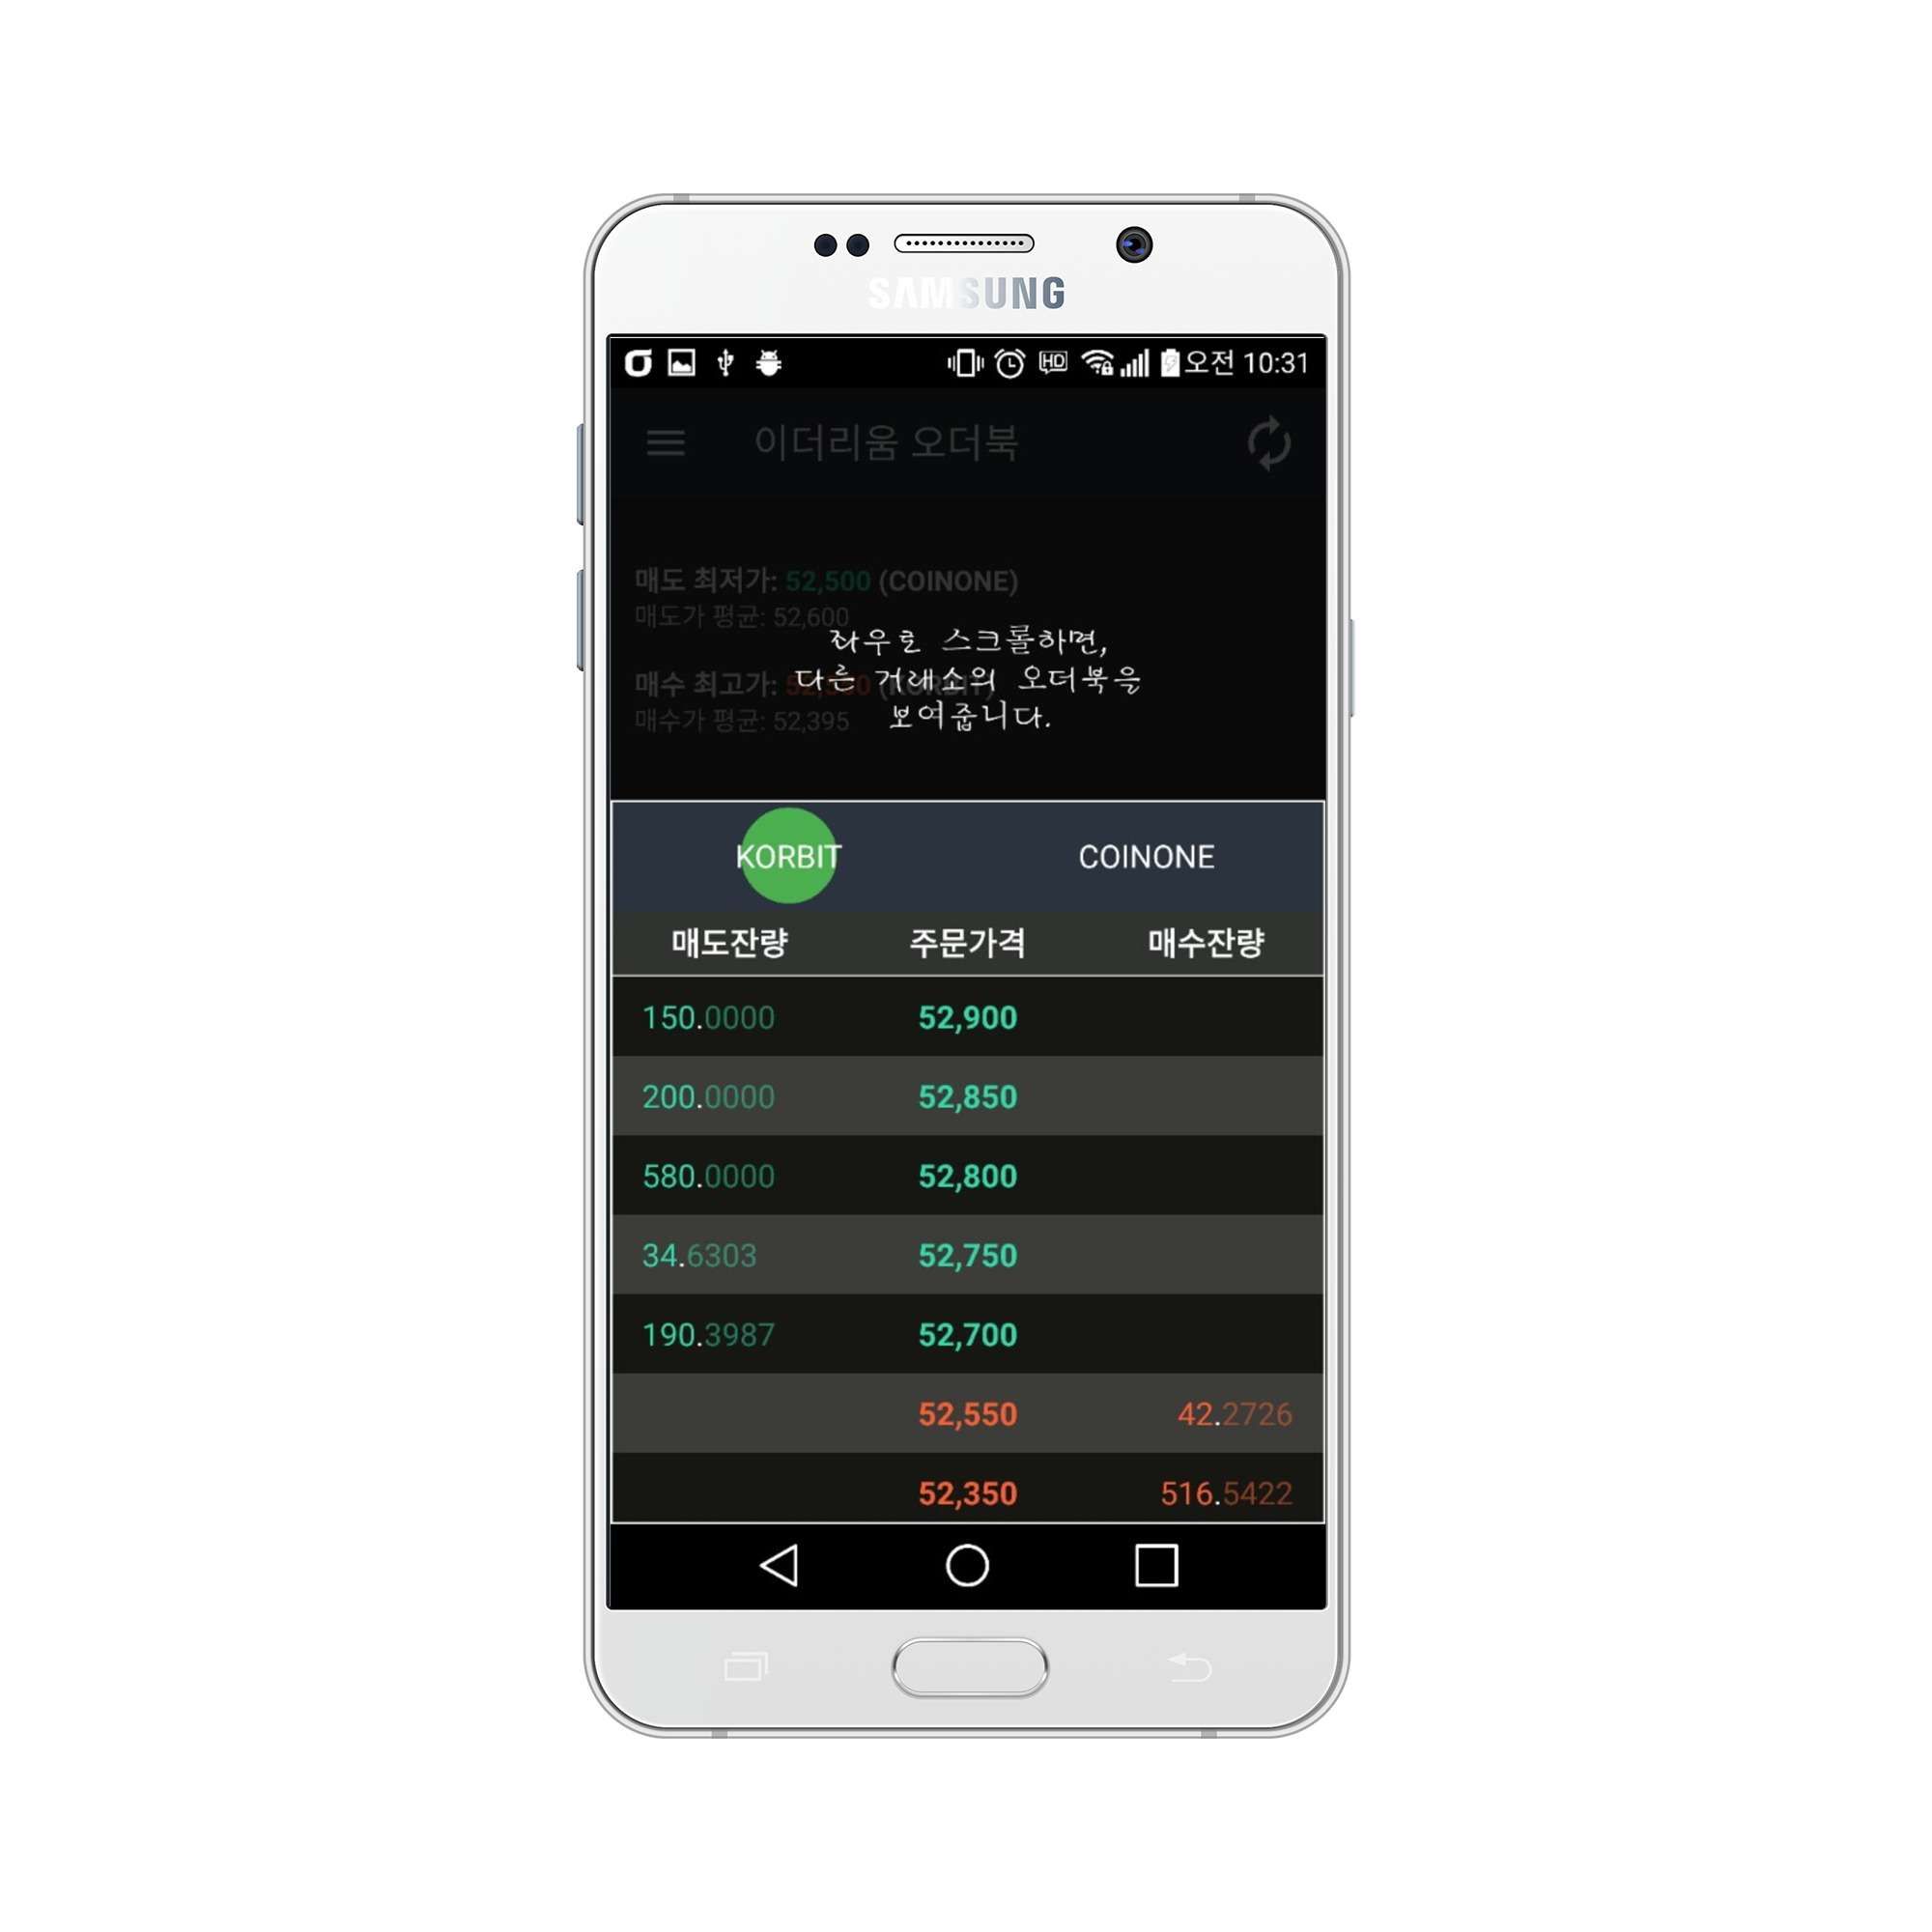 SAMSUNG
HD 오전 10:31
이더리움 오더북
매도 최저가: 52,500 (COINONE)
매도가 평균: 52,600
좌우로 스크롤하면,
다른 거래소의 오더북을
보여줍니다.
매수 최고가: (KORBIT)
매수가 평균: 52,395
KORBIT COINONE
매도잔량 주문가격 매수잔량
150.0000 52,900
200.0000 52,850
580.0000 52,800
34.6303 52,750
190.3987 52,700
52,550 42.2726
52,350 516.5422